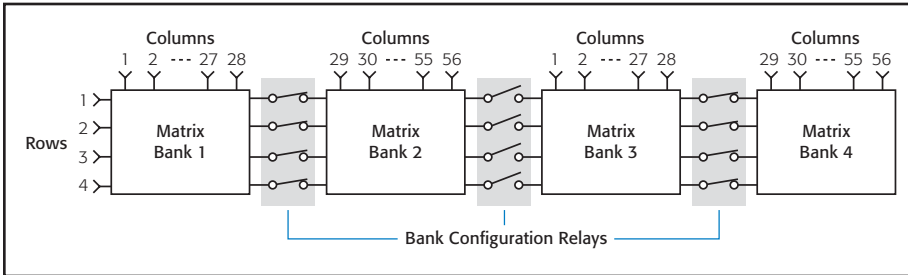 Columns Columns Columns Columns
1 2 ---- 27 28 29 30 ---- 55 56 1 2 ---- 27 28 29 30 ---- 55 56
1
2
Rows
3
4
Matrix
Bank 1
Matrix
Bank 2
Matrix
Bank 3
Matrix
Bank 4
Bank Configuration Relays